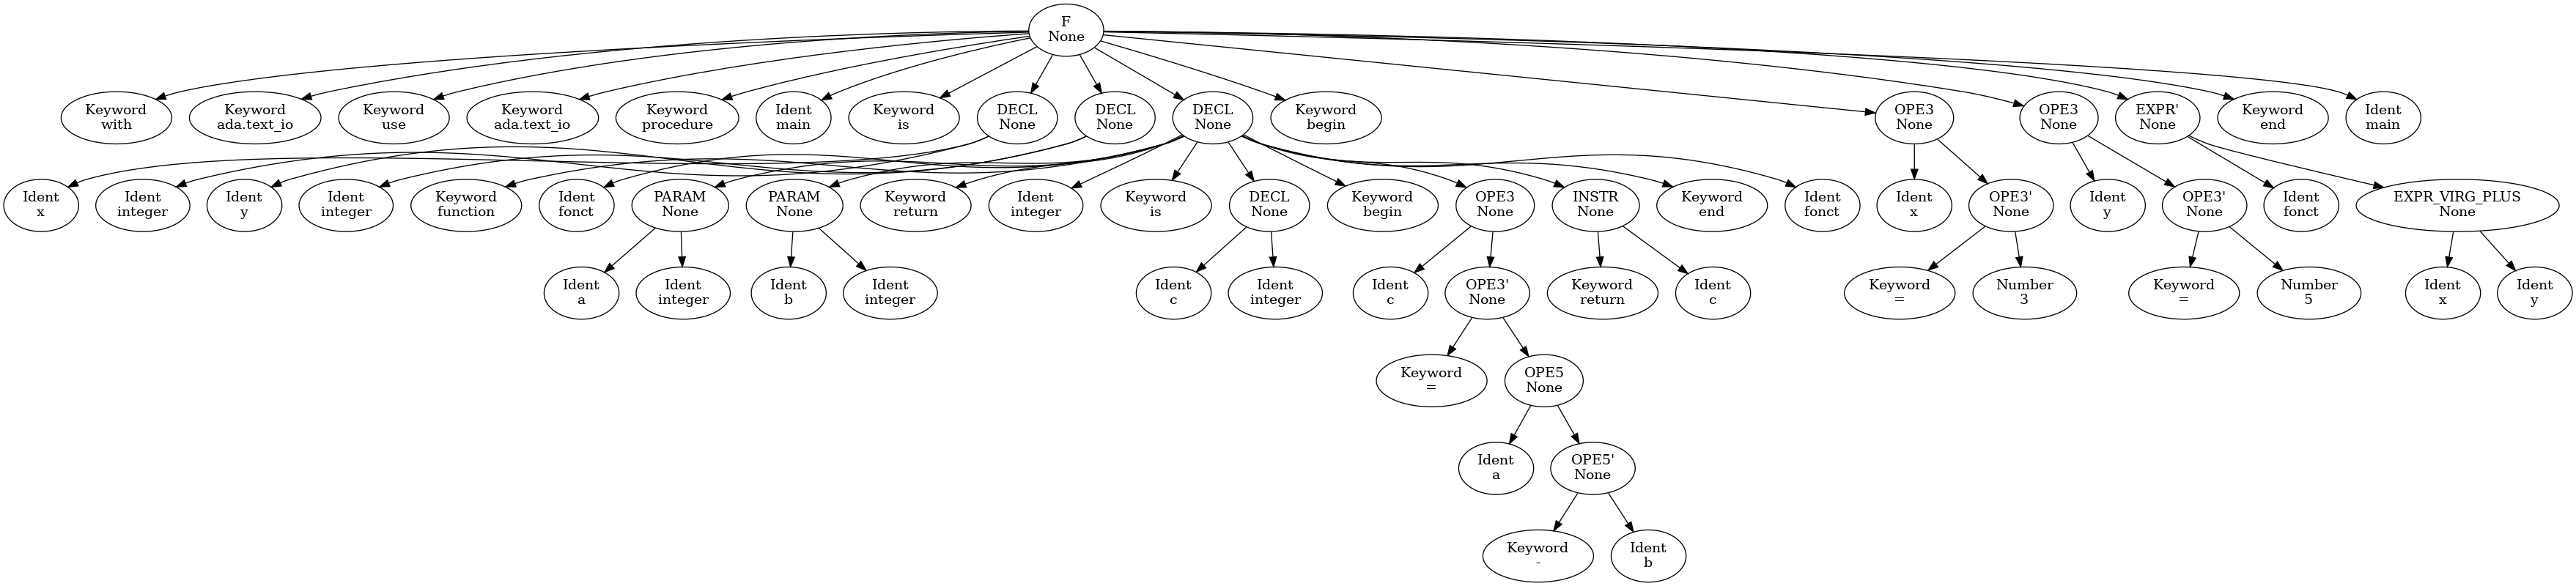 F
None
Keyword
with
Keyword
ada.text_io
Keyword
use
Keyword
ada.text_io
Keyword
procedure
Ident
main
Keyword
is
DECL
None
DECL
None
DECL
None
Keyword
begin
OPE3
None
OPE3
None
EXPR'
None
Keyword
end
Ident
main
Ident
x
Ident
integer
Ident
y
Ident
integer
Keyword
function
Ident
fonct
PARAM
None
PARAM
None
Keyword
return
Ident
integer
Keyword
is
DECL
None
Keyword
begin
OPE3
None
INSTR
None
Keyword
end
Ident
fonct
Ident
x
OPE3'
None
Ident
y
OPE3'
None
Ident
fonct
EXPR_VIRG_PLUS
None
Ident
a
Ident
integer
Ident
b
Ident
integer
Ident
c
Ident
integer
Ident
c
OPE3'
None
Keyword
return
Ident
c
Keyword
=
Number
3
Keyword
=
Number
5
Ident
x
Ident
y
Keyword
=
OPE5
None
Ident
a
OPE5'
None
Keyword
-
Ident
b